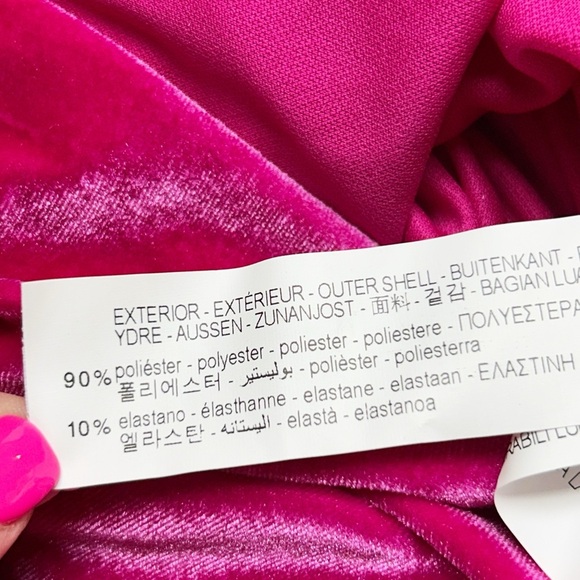 EXTERIOR - EXTÉRIEUR - OUTER SHELL - BUITENKANT -
YDRE - AUSSEN - ZUNANJOST - 面料 - 겉감 - BAGIAN LUA
90% poliéster - polyester - poliester - poliestere - ΠΟΛΥΕΣΤΕΡΑ
폴리에스터 - بوليستير - polièster - poliesterra
10% elastano - élasthanne - elastane - elastaan - ΕΛΑΣΤΙΝΗ
엘라스탄 - اليستانه - elastà - elastanoa